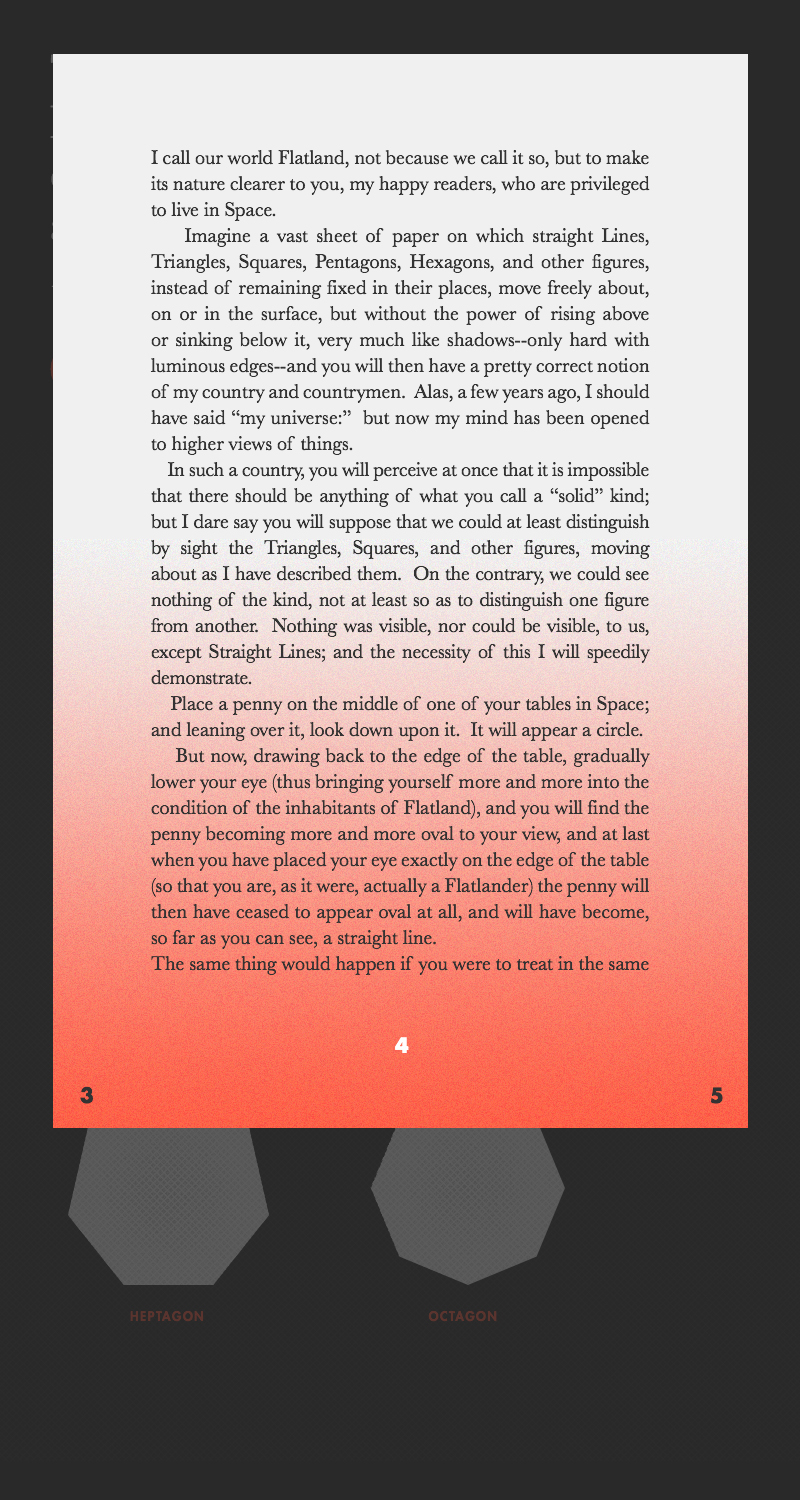 I call our world Flatland, not because we call it so, but to make
its nature clearer to you, my happy readers, who are privileged
to live in Space.
Imagine a vast sheet of paper on which straight Lines,
Triangles, Squares, Pentagons, Hexagons, and other figures,
instead of remaining fixed in their places, move freely about,
on or in the surface, but without the power of rising above
or sinking below it, very much like shadows--only hard with
luminous edges--and you will then have a pretty correct notion
of my country and countrymen.  Alas, a few years ago, I should
have said “my universe:”  but now my mind has been opened
to higher views of things.
In such a country, you will perceive at once that it is impossible
that there should be anything of what you call a “solid” kind;
but I dare say you will suppose that we could at least distinguish
by sight the Triangles, Squares, and other figures, moving
about as I have described them.  On the contrary, we could see
nothing of the kind, not at least so as to distinguish one figure
from another.  Nothing was visible, nor could be visible, to us,
except Straight Lines; and the necessity of this I will speedily
demonstrate.
Place a penny on the middle of one of your tables in Space;
and leaning over it, look down upon it.  It will appear a circle.
But now, drawing back to the edge of the table, gradually
lower your eye (thus bringing yourself more and more into the
condition of the inhabitants of Flatland), and you will find the
penny becoming more and more oval to your view, and at last
when you have placed your eye exactly on the edge of the table
(so that you are, as it were, actually a Flatlander) the penny will
then have ceased to appear oval at all, and will have become,
so far as you can see, a straight line.
The same thing would happen if you were to treat in the same
4
3
5
HEPTAGON
OCTAGON